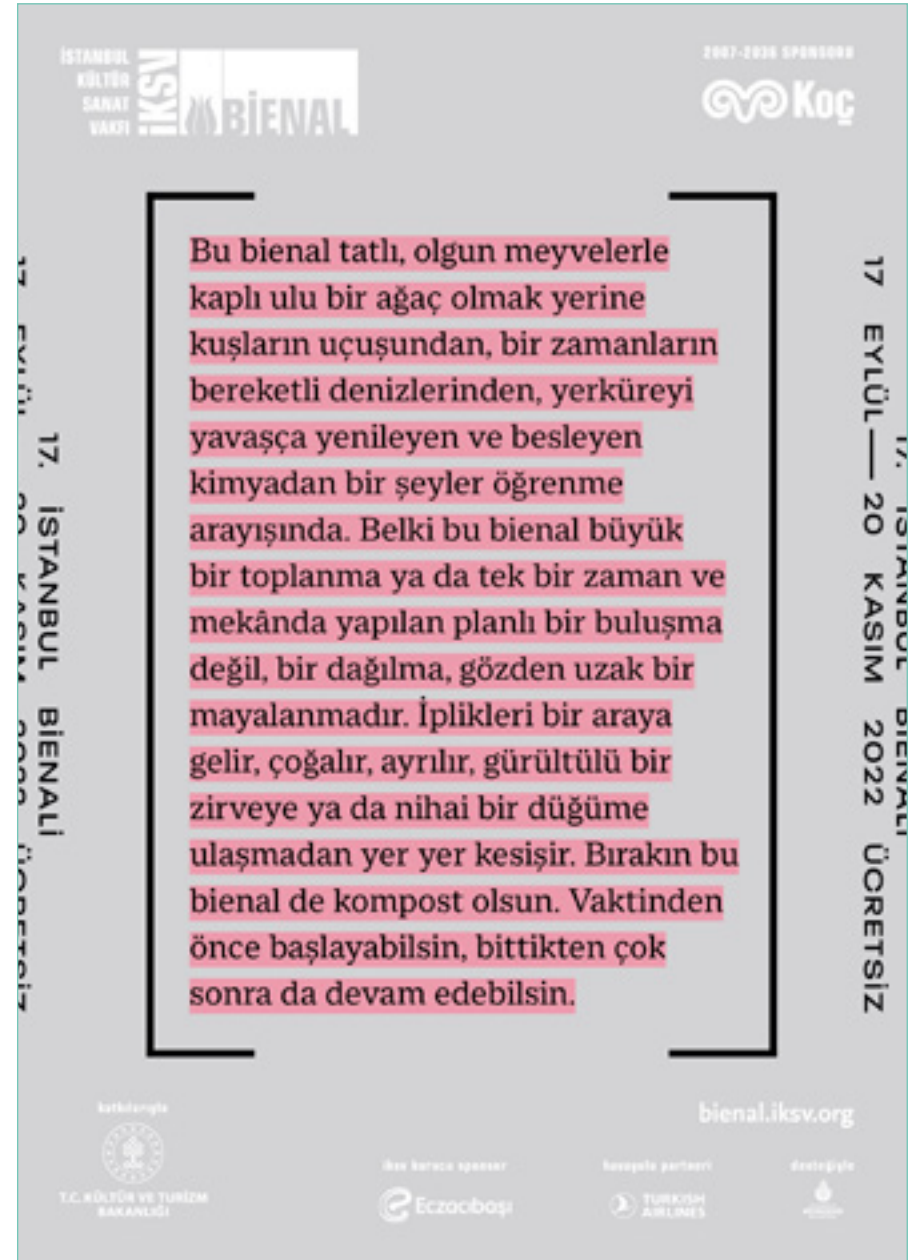 İSTANBUL
KÜLTÜR
SANAT
VAKFI
İKSV
BİENAL
2007-2036 SPONSORU
Koç
Bu bienal tatlı, olgun meyvelerle
kaplı ulu bir ağaç olmak yerine
kuşların uçuşundan, bir zamanların
bereketli denizlerinden, yerküreyi
yavaşça yenileyen ve besleyen
kimyadan bir şeyler öğrenme
arayışında. Belki bu bienal büyük
bir toplanma ya da tek bir zaman ve
mekânda yapılan planlı bir buluşma
değil, bir dağılma, gözden uzak bir
mayalanmadır. İplikleri bir araya
gelir, çoğalır, ayrılır, gürültülü bir
zirveye ya da nihai bir düğüme
ulaşmadan yer yer kesişir. Bırakın bu
bienal de kompost olsun. Vaktinden
önce başlayabilsin, bittikten çok
sonra da devam edebilsin.
17. İSTANBUL BİENALİ
17 EYLÜL—20 KASIM 2022 ÜCRETSİZ
katkılarıyla
T.C. KÜLTÜR VE TURİZM
BAKANLIĞI
bienal.iksv.org
iksv kurucu sponsor
Eczacıbaşı
havayolu partneri
TURKISH
AIRLINES
desteğiyle